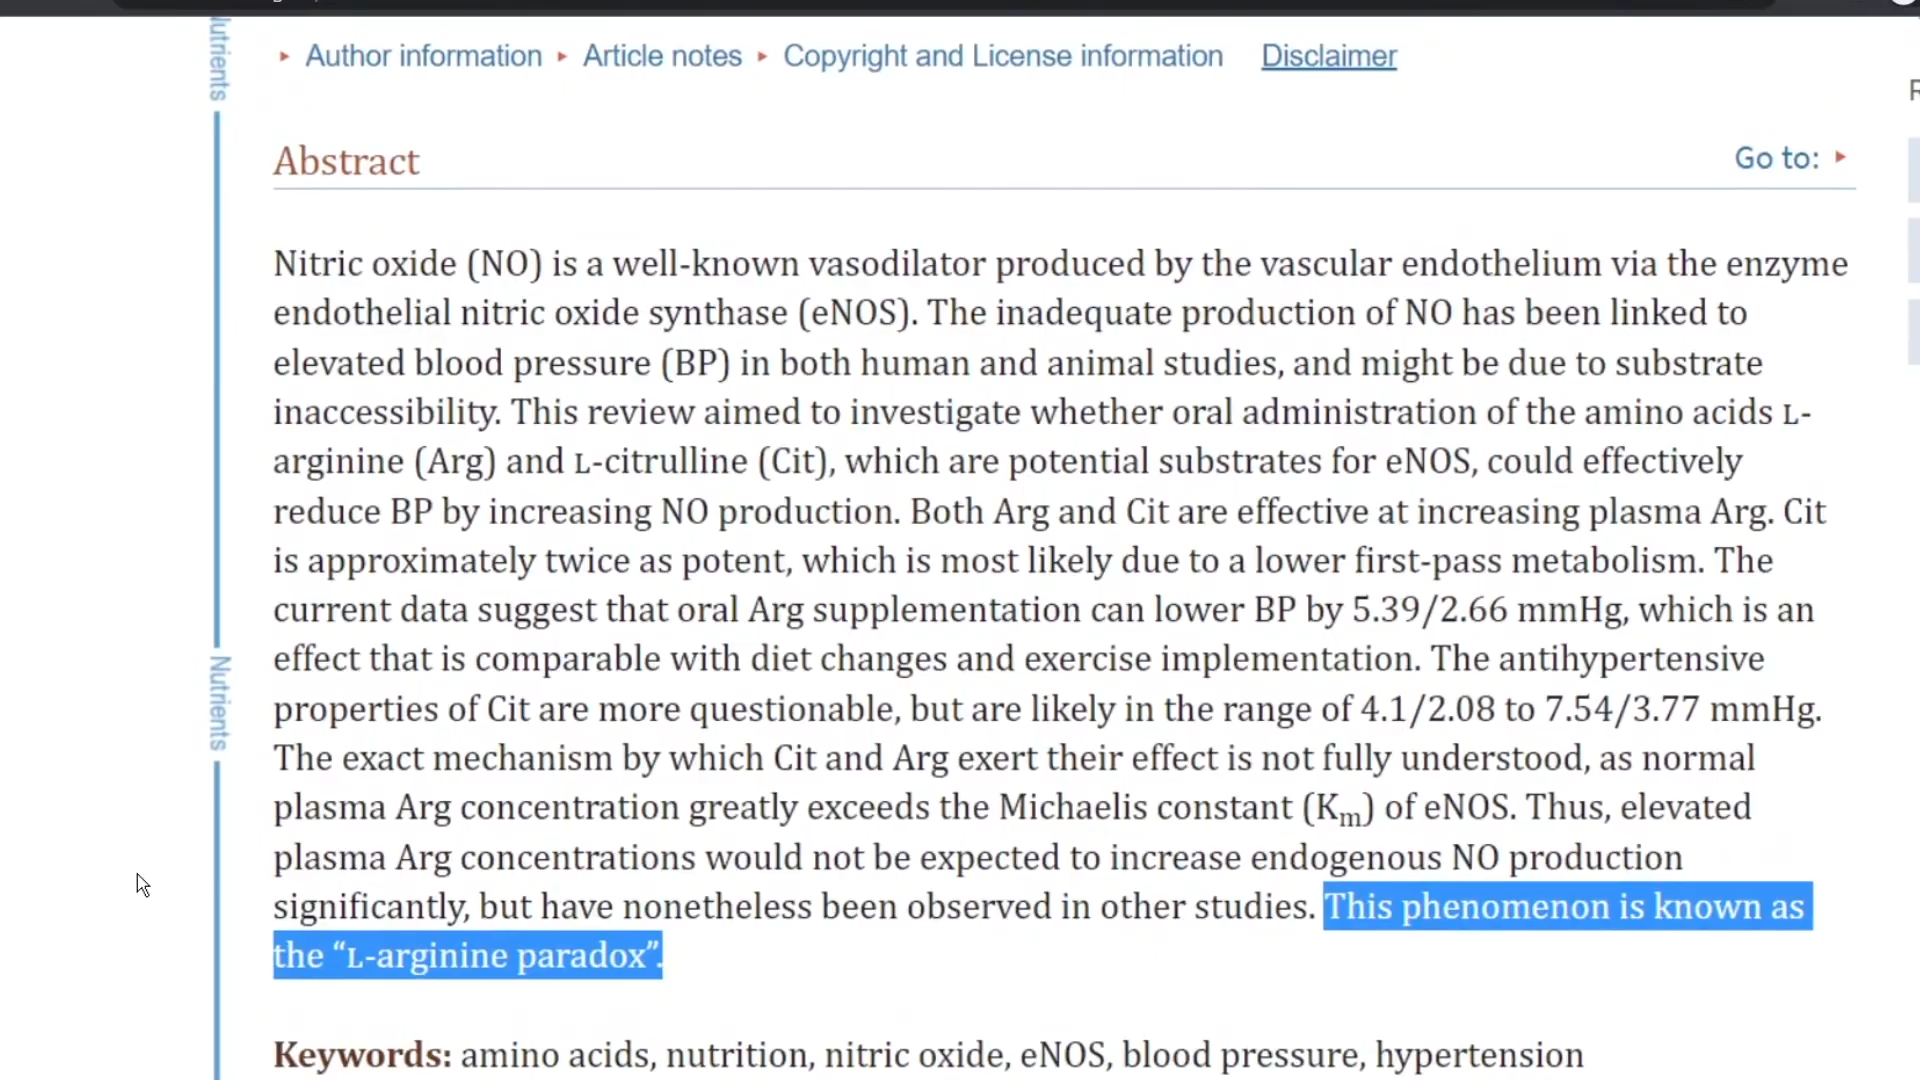 Nutrients
Author information Article notes Copyright and License information Disclaimer
Abstract
Go to:
Nitric oxide (NO) is a well-known vasodilator produced by the vascular endothelium via the enzyme
endothelial nitric oxide synthase (eNOS). The inadequate production of NO has been linked to
elevated blood pressure (BP) in both human and animal studies, and might be due to substrate
inaccessibility. This review aimed to investigate whether oral administration of the amino acids L-
arginine (Arg) and L-citrulline (Cit), which are potential substrates for eNOS, could effectively
reduce BP by increasing NO production. Both Arg and Cit are effective at increasing plasma Arg. Cit
is approximately twice as potent, which is most likely due to a lower first-pass metabolism. The
current data suggest that oral Arg supplementation can lower BP by 5.39/2.66 mmHg, which is an
effect that is comparable with diet changes and exercise implementation. The antihypertensive
properties of Cit are more questionable, but are likely in the range of 4.1/2.08 to 7.54/3.77 mmHg.
The exact mechanism by which Cit and Arg exert their effect is not fully understood, as normal
plasma Arg concentration greatly exceeds the Michaelis constant (Km) of eNOS. Thus, elevated
plasma Arg concentrations would not be expected to increase endogenous NO production
significantly, but have nonetheless been observed in other studies. This phenomenon is known as
the “L-arginine paradox”.
Nutrients
Keywords: amino acids, nutrition, nitric oxide, eNOS, blood pressure, hypertension